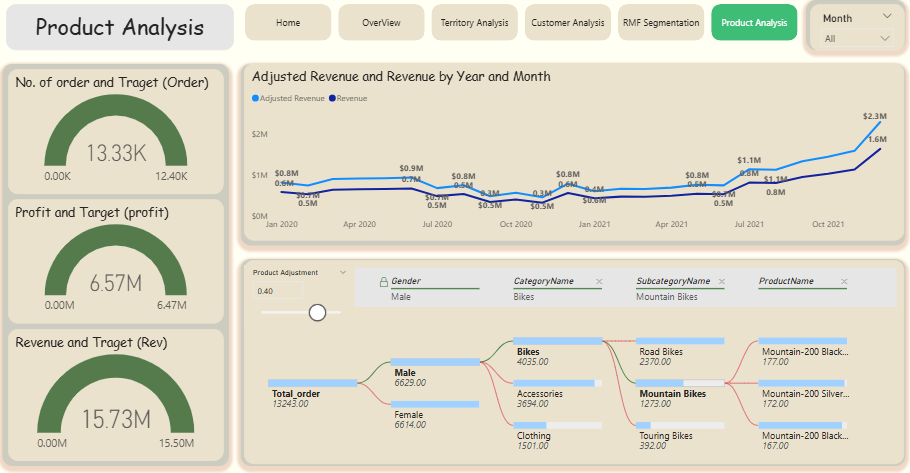 Product Analysis
Home
OverView
Territory Analysis
Customer Analysis
RMF Segmentation
Product Analysis
Month
All
No. of order and Traget (Order)
13.33K
0.00K
12.40K
Profit and Target (profit)
6.57M
0.00M
6.47M
Revenue and Traget (Rev)
15.73M
0.00M
15.50M
Adjusted Revenue and Revenue by Year and Month
Adjusted Revenue
Revenue
$2M
$1M
$0M
$0.8M
0.6M
0.5M
$0.9M
0.7M
0.5M
$0.8M
0.5M
0.3M
0.5M
0.3M
$0.5M
$0.8M
0.6M
0.4M
$0.6M
$0.8M
0.5M
0.5M
$1.1M
0.8M
$1.1M
0.8M
$2.3M
1.6M
Jan 2020
Apr 2020
Jul 2020
Oct 2020
Jan 2021
Apr 2021
Jul 2021
Oct 2021
Product Adjustment
0.40
Gender
Male
CategoryName
Bikes
SubcategoryName
Mountain Bikes
ProductName
Total_order
13243.00
Male
6629.00
Female
6614.00
Bikes
4035.00
Accessories
3694.00
Clothing
1501.00
Road Bikes
2370.00
Mountain Bikes
1273.00
Touring Bikes
392.00
Mountain-200 Black...
177.00
Mountain-200 Silver...
172.00
Mountain-200 Black...
167.00